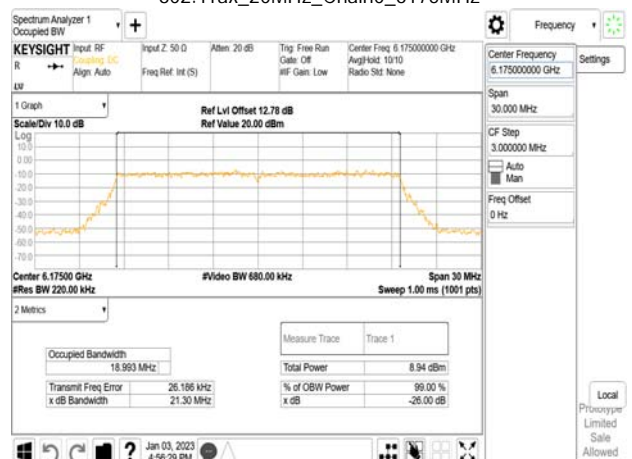 802.11ax_20MHz_Chain0_6175MHz
Spectrum Analyzer 1
Occupied BW
Frequency
KEYSIGHT
R
Input: RF
Coupling: DC
Align: Auto
Input Z: 50 Ω
Freq Ref: Int (S)
Atten: 20 dB
Trig: Free Run
Gate: Off
#IF Gain: Low
Center Freq: 6.175000000 GHz
Avg|Hold: 10/10
Radio Std: None
Center Frequency
6.175000000 GHz
Settings
Span
30.000 MHz
CF Step
3.000000 MHz
Auto
Man
Freq Offset
0 Hz
1 Graph
Scale/Div 10.0 dB
Ref Lvl Offset 12.78 dB
Ref Value 20.00 dBm
Log
10.0
0.00
-10.0
-20.0
-30.0
-40.0
-50.0
-60.0
-70.0
Center 6.17500 GHz
#Res BW 220.00 kHz
#Video BW 680.00 kHz
Span 30 MHz
Sweep 1.00 ms (1001 pts)
2 Metrics
Measure Trace Trace 1
Occupied Bandwidth
18.993 MHz
Total Power 8.94 dBm
Transmit Freq Error 26.186 kHz
% of OBW Power 99.00 %
x dB Bandwidth 21.30 MHz
x dB -26.00 dB
Local
Prototype
Limited
Sale
Allowed
?
Jan 03, 2023
4:56:29 PM